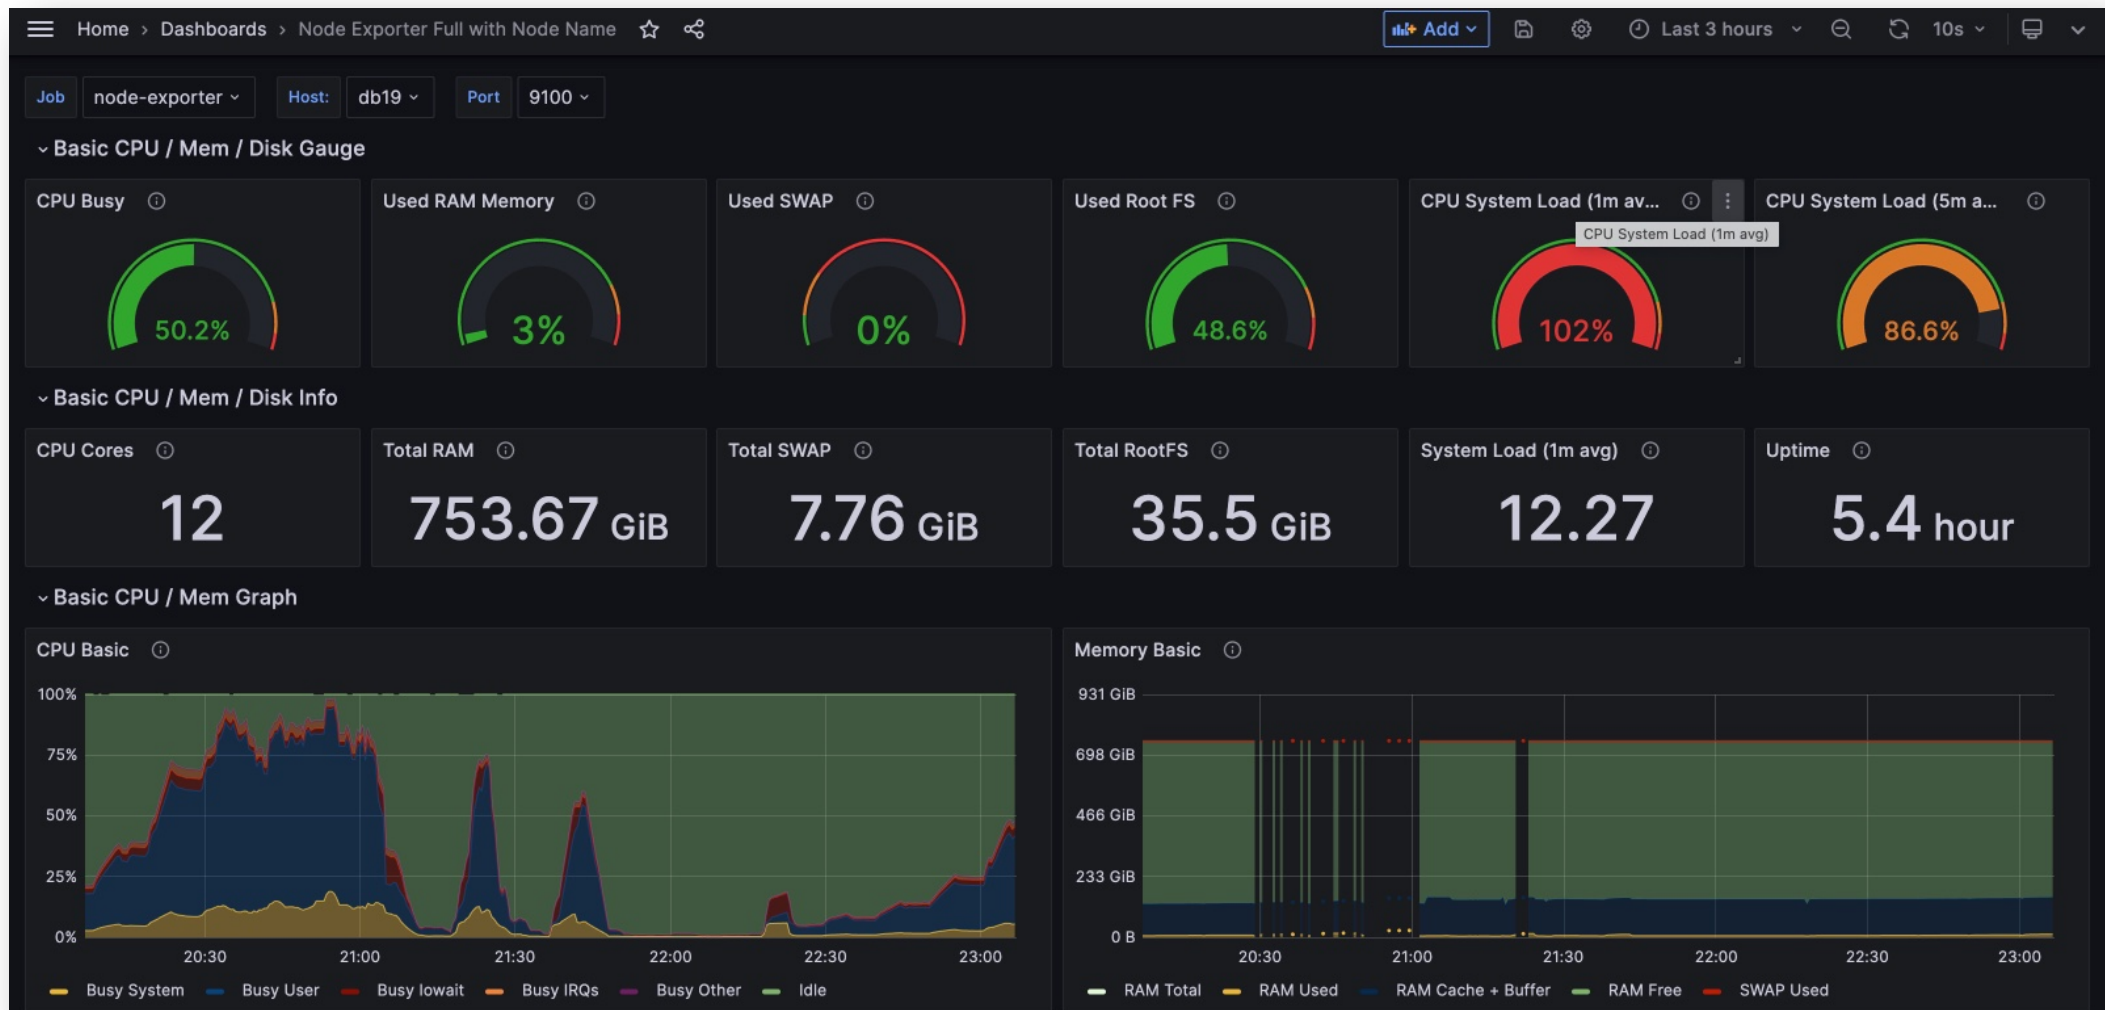 Home › Dashboards › Node Exporter Full with Node Name Add Last 3 hours 10s
Job node-exporter Host: db19 Port 9100
Basic CPU / Mem / Disk Gauge
CPU Busy Used RAM Memory Used SWAP Used Root FS CPU System Load (1m av... CPU System Load (5m a...
CPU System Load (1m avg)
50.2% 3% 0% 48.6% 102% 86.6%
Basic CPU / Mem / Disk Info
CPU Cores Total RAM Total SWAP Total RootFS System Load (1m avg) Uptime
12 753.67 GiB 7.76 GiB 35.5 GiB 12.27 5.4 hour
Basic CPU / Mem Graph
CPU Basic
100%
75%
50%
25%
0%
20:30 21:00 21:30 22:00 22:30 23:00
Busy System Busy User Busy Iowait Busy IRQs Busy Other Idle
Memory Basic
931 GiB
698 GiB
466 GiB
233 GiB
0 B
20:30 21:00 21:30 22:00 22:30 23:00
RAM Total RAM Used RAM Cache + Buffer RAM Free SWAP Used